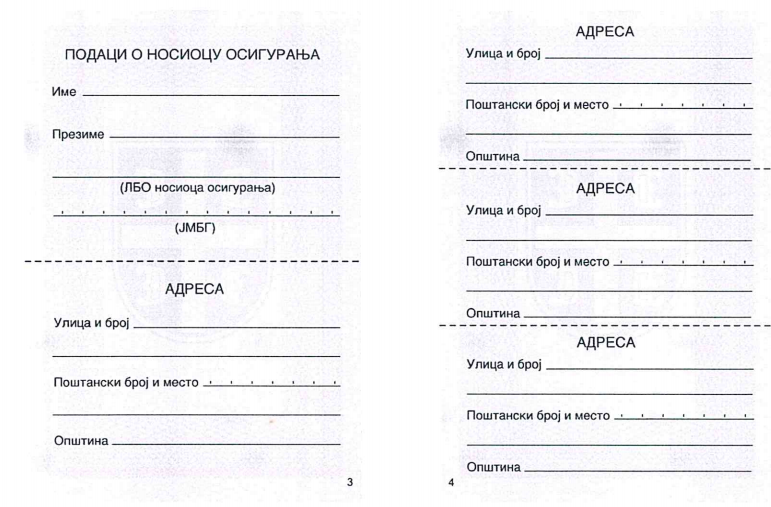 ПОДАЦИ О НОСИОЦУ ОСИГУРАЊА
Име
Презиме
(ЛБО носиоца осигурања)
(ЈМБГ)
АДРЕСА
Улица и број
Поштански број и место
Општина
3
АДРЕСА
Улица и број
Поштански број и место
Општина
АДРЕСА
Улица и број
Поштански број и место
Општина
АДРЕСА
Улица и број
Поштански број и место
Општина
4